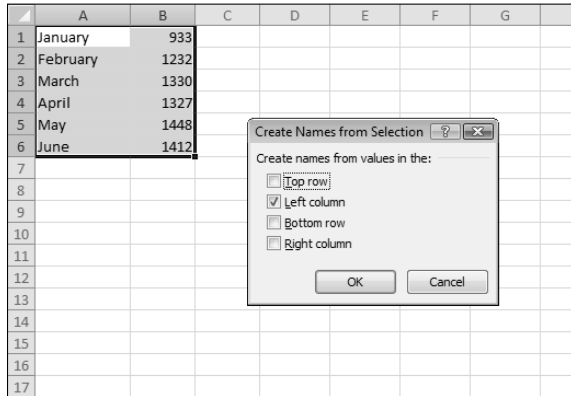 A B C D E F G
1 January 933
2 February 1232
3 March 1330
4 April 1327
5 May 1448
6 June 1412
7
8
9
10
11
12
13
14
15
16
17
Create Names from Selection ?
Create names from values in the:
Top row
Left column
Bottom row
Right column
OK Cancel